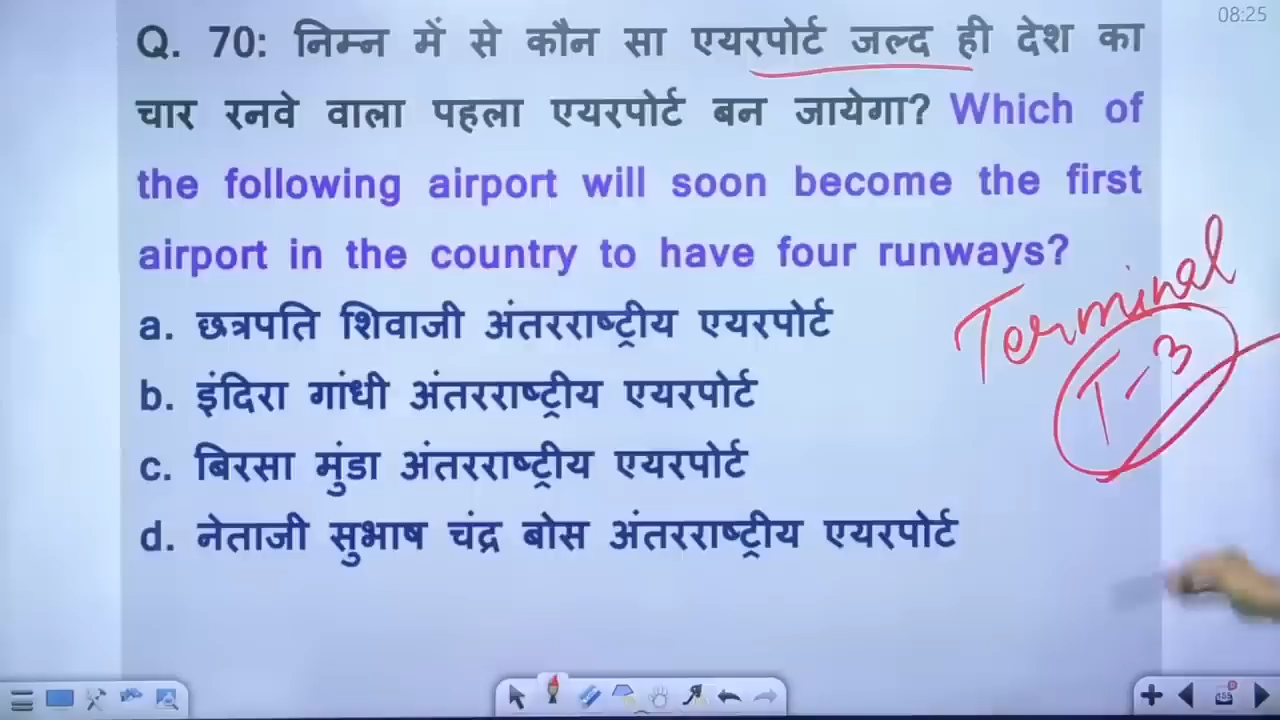 08:25
Q. 70: निम्न में से कौन सा एयरपोर्ट जल्द ही देश का
चार रनवे वाला पहला एयरपोर्ट बन जायेगा? Which of
the following airport will soon become the first
airport in the country to have four runways?
a. छत्रपति शिवाजी अंतरराष्ट्रीय एयरपोर्ट
b. इंदिरा गांधी अंतरराष्ट्रीय एयरपोर्ट
c. बिरसा मुंडा अंतरराष्ट्रीय एयरपोर्ट
d. नेताजी सुभाष चंद्र बोस अंतरराष्ट्रीय एयरपोर्ट
Terminal
T-3